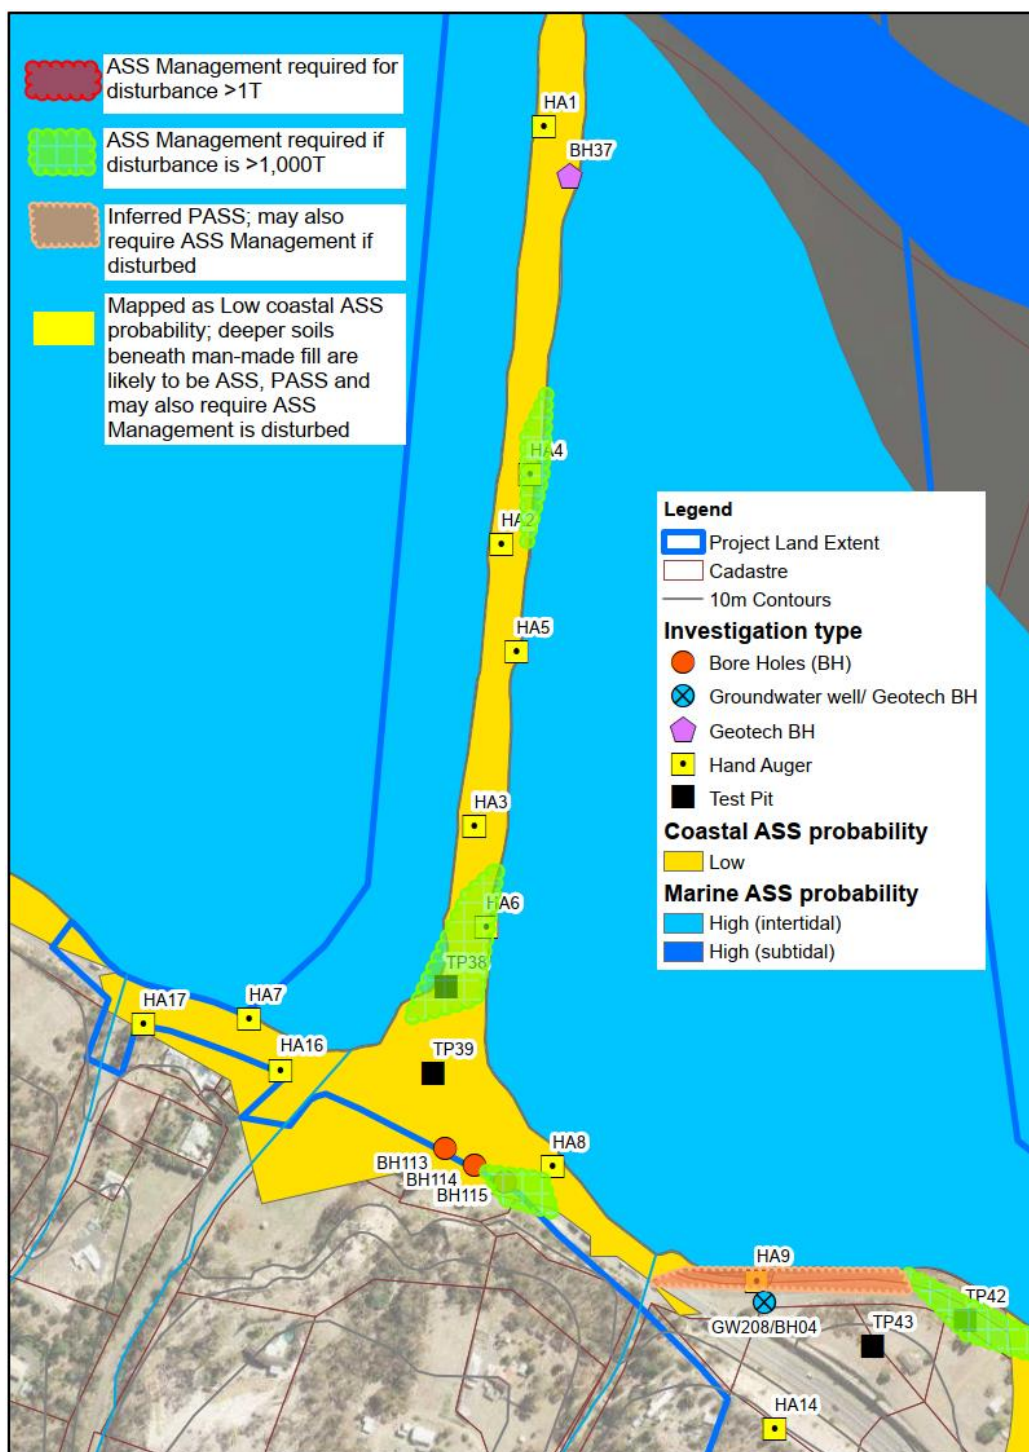 ASS Management required for
disturbance >1T
ASS Management required if
disturbance is >1,000T
Inferred PASS; may also
require ASS Management if
disturbed
Mapped as Low coastal ASS
probability; deeper soils
beneath man-made fill are
likely to be ASS, PASS and
may also require ASS
Management is disturbed
HA1
BH37
HA4
HA2
HA5
HA3
HA6
TP38
HA7
HA17
HA16
TP39
HA8
BH113
BH114
BH115
HA9
TP42
GW208/BH04
TP43
HA14
Legend
Project Land Extent
Cadastre
10m Contours
Investigation type
Bore Holes (BH)
Groundwater well/ Geotech BH
Geotech BH
Hand Auger
Test Pit
Coastal ASS probability
Low
Marine ASS probability
High (intertidal)
High (subtidal)